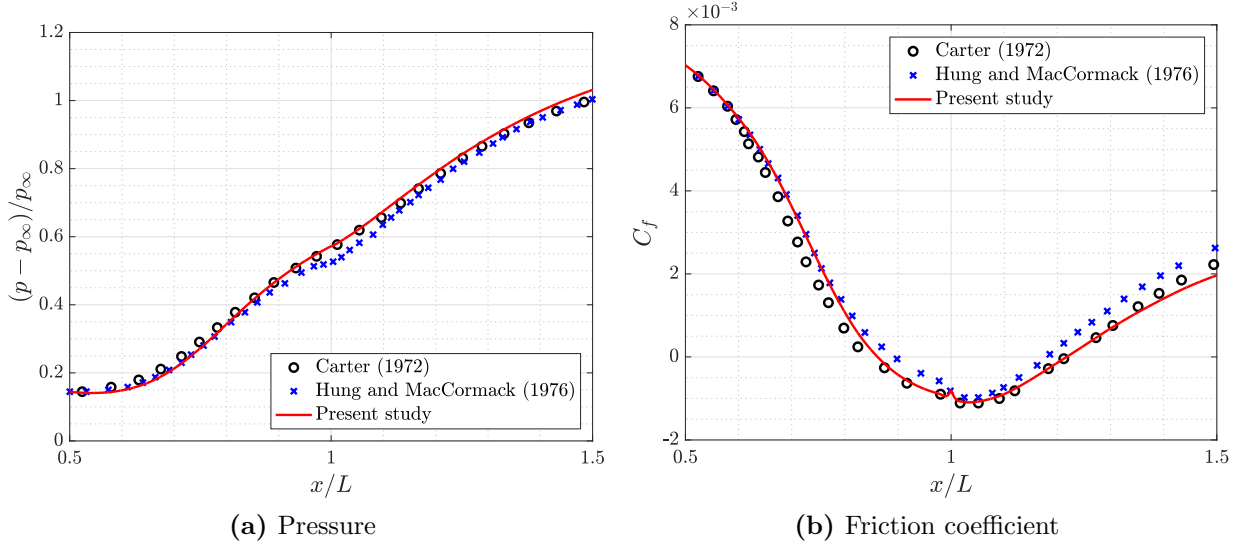 1.2
1
0.8
0.6
0.4
0.2
0
(p − p∞)/p∞
Carter (1972)
Hung and MacCormack (1976)
Present study
0.5
1
1.5
x/L
(a) Pressure
×10⁻³
8
6
4
2
0
-2
C_f
Carter (1972)
Hung and MacCormack (1976)
Present study
0.5
1
1.5
x/L
(b) Friction coefficient